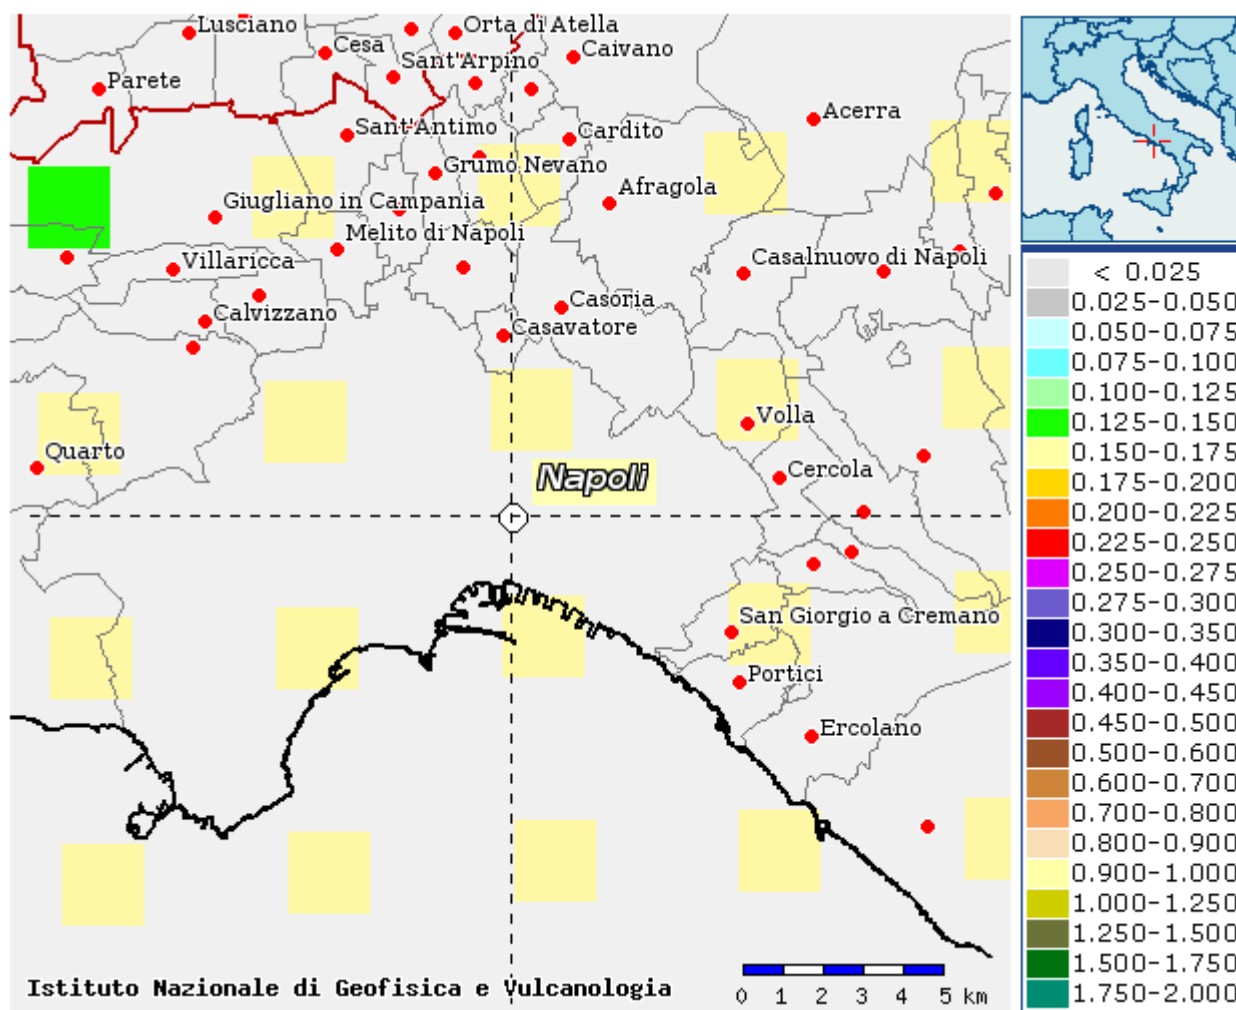 Lusciano
Orta di Atella
Cesa
Caivano
Sant'Arpino
Parete
Acerra
Sant'Antimo
Cardito
Grumo Nevano
Afragola
Giugliano in Campania
Melito di Napoli
Villaricca
Casalnuovo di Napoli
Calvizzano
Casoria
Casavatore
Volla
Quarto
Cercola
Napoli
San Giorgio a Cremano
Portici
Ercolano
Istituto Nazionale di Geofisica e Vulcanologia
0 1 2 3 4 5 km
< 0.025
0.025-0.050
0.050-0.075
0.075-0.100
0.100-0.125
0.125-0.150
0.150-0.175
0.175-0.200
0.200-0.225
0.225-0.250
0.250-0.275
0.275-0.300
0.300-0.350
0.350-0.400
0.400-0.450
0.450-0.500
0.500-0.600
0.600-0.700
0.700-0.800
0.800-0.900
0.900-1.000
1.000-1.250
1.250-1.500
1.500-1.750
1.750-2.000